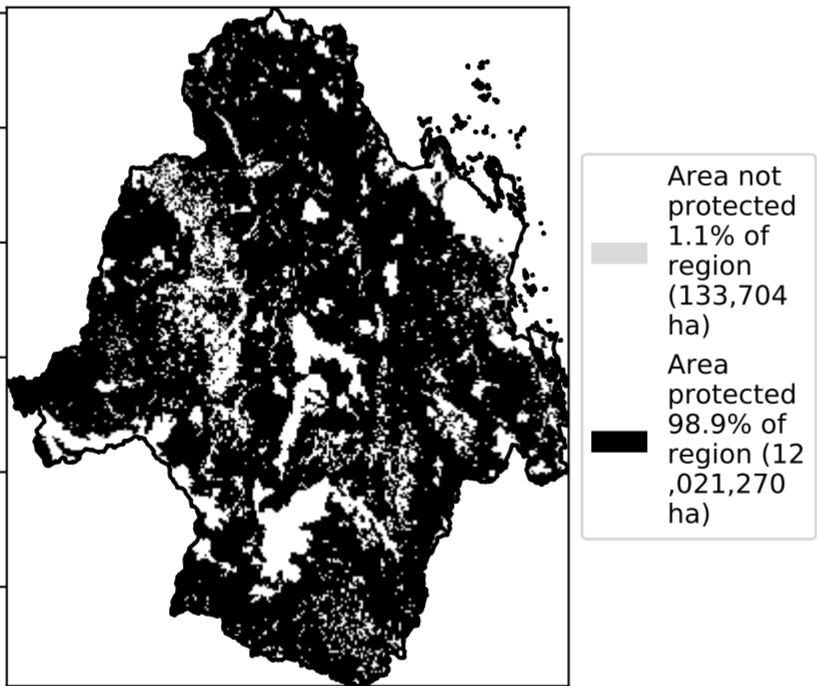 Area not
protected
1.1% of
region
(133,704
ha)
Area
protected
98.9% of
region (12
,021,270
ha)